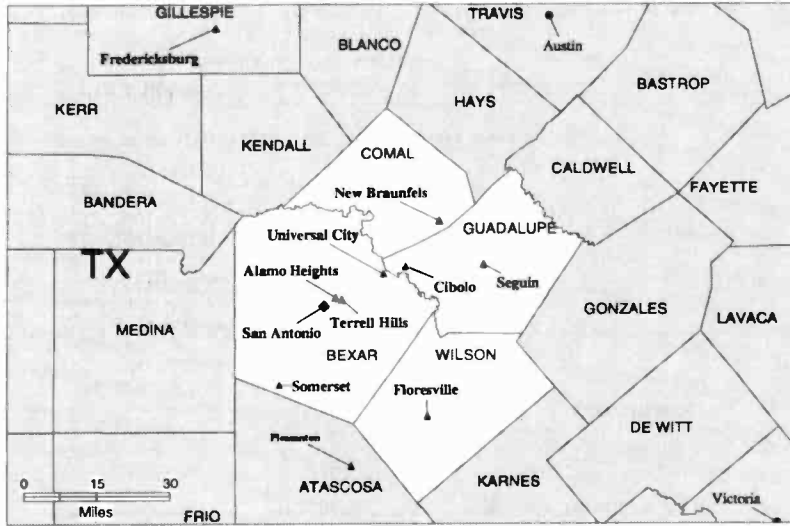 GILLESPIE
TRAVIS
Fredericksburg
BLANCO
Austin
BASTROP
KERR
HAYS
KENDALL
COMAL
CALDWELL
FAYETTE
BANDERA
New Braunfels
GUADALUPE
Universal City
TX
Alamo Heights
Cibolo
Seguin
GONZALES
San Antonio
Terrell Hills
LAVACA
MEDINA
BEXAR
WILSON
Somerset
Floresville
DE WITT
Pleasanton
ATASCOSA
KARNES
0 15 30
Miles
FRIO
Victoria